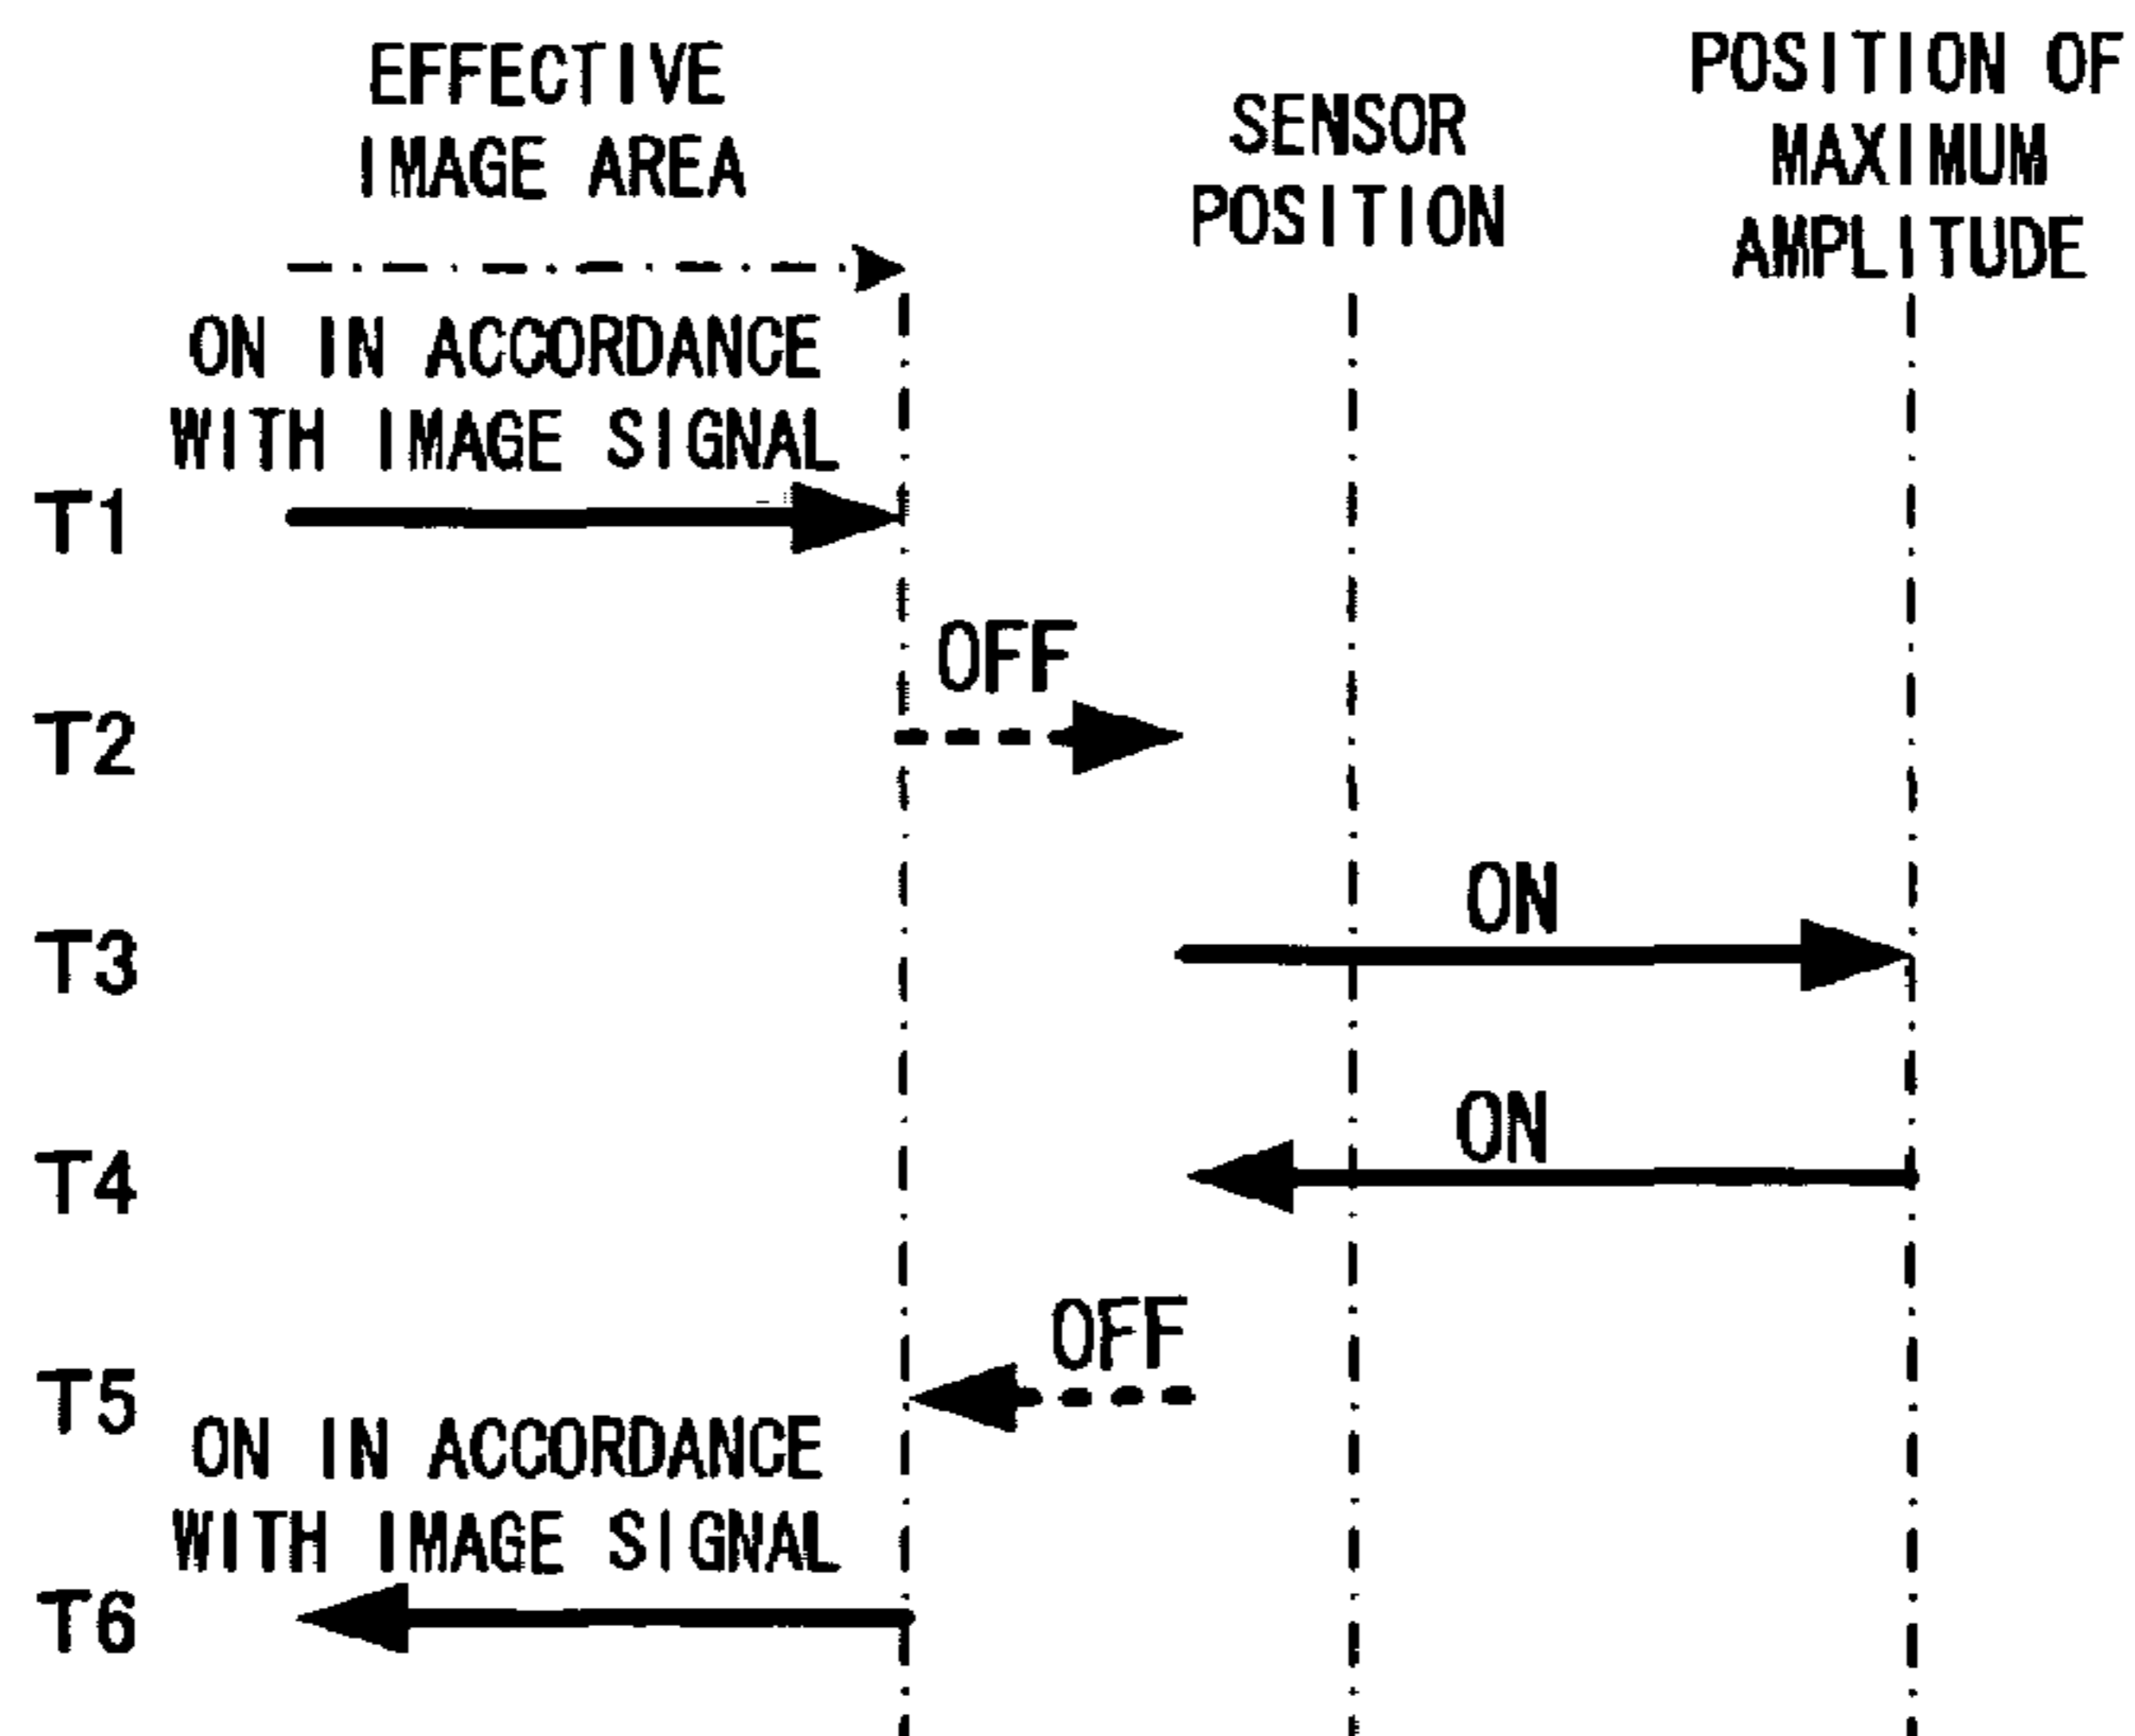 EFFECTIVE
IMAGE AREA
SENSOR
POSITION
POSITION OF
MAXIMUM
AMPLITUDE
ON IN ACCORDANCE
WITH IMAGE SIGNAL
T1
OFF
T2
ON
T3
ON
T4
OFF
T5
ON IN ACCORDANCE
WITH IMAGE SIGNAL
T6